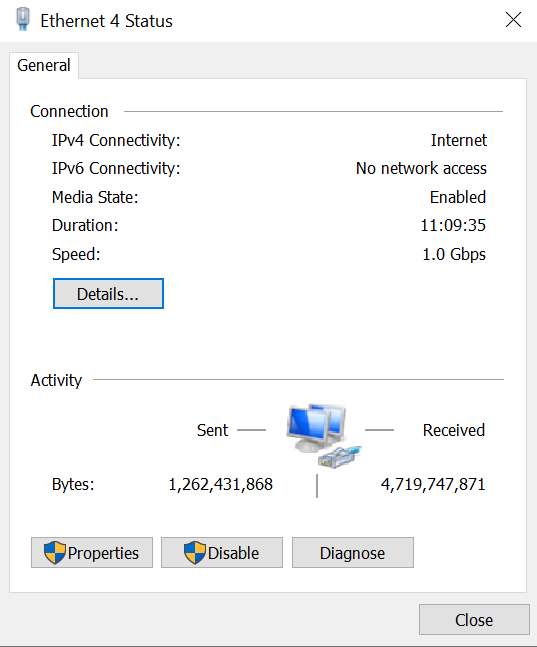 Ethernet 4 Status
General
Connection
IPv4 Connectivity: Internet
IPv6 Connectivity: No network access
Media State: Enabled
Duration: 11:09:35
Speed: 1.0 Gbps
Details...
Activity
Sent Received
Bytes: 1,262,431,868 4,719,747,871
Properties Disable Diagnose
Close